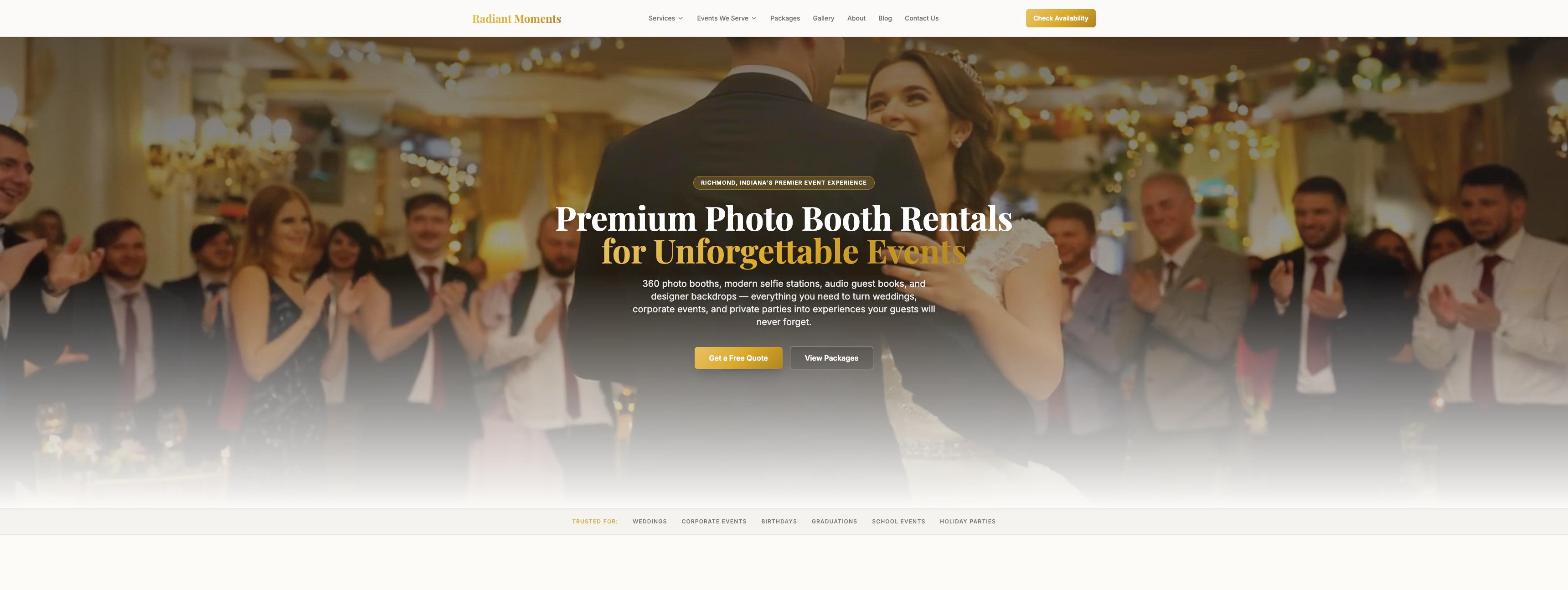 Radiant Moments
Services
Events We Serve
Packages
Gallery
About
Blog
Contact Us
Check Availability
RICHMOND, INDIANA'S PREMIER EVENT EXPERIENCE
Premium Photo Booth Rentals
for Unforgettable Events
360 photo booths, modern selfie stations, audio guest books, and
designer backdrops — everything you need to turn weddings,
corporate events, and private parties into experiences your guests will
never forget.
Get a Free Quote
View Packages
TRUSTED FOR:
WEDDINGS
CORPORATE EVENTS
BIRTHDAYS
GRADUATIONS
SCHOOL EVENTS
HOLIDAY PARTIES